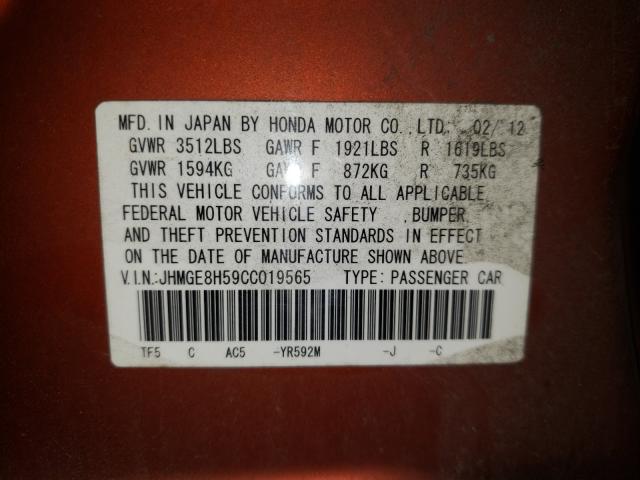 MFD. IN JAPAN BY HONDA MOTOR CO.,LTD. 02/12
GVWR 3512LBS GAWR F 1921LBS R 1619LBS
GVWR 1594KG GAWR F 872KG R 735KG
THIS VEHICLE CONFORMS TO ALL APPLICABLE
FEDERAL MOTOR VEHICLE SAFETY ,BUMPER,
AND THEFT PREVENTION STANDARDS IN EFFECT
ON THE DATE OF MANUFACTURE SHOWN ABOVE.
V.I.N.:JHMGE8H59CC019565 TYPE: PASSENGER CAR
TF5 C AC5 -YR592M -J -C